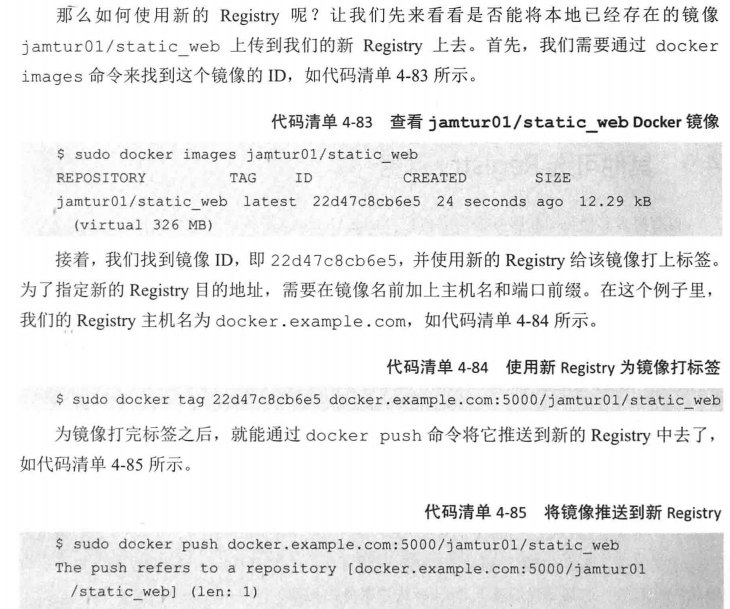 那么如何使用新的 Registry 呢？让我们先来看看是否能将本地已经存在的镜像
jamtur01/static_web 上传到我们的新 Registry 上去。首先，我们需要通过 docker
images 命令来找到这个镜像的 ID，如代码清单 4-83 所示。
代码清单 4-83 查看 jamtur01/static_web Docker 镜像
$ sudo docker images jamtur01/static_web
REPOSITORY TAG ID CREATED SIZE
jamtur01/static_web latest 22d47c8cb6e5 24 seconds ago 12.29 kB
(virtual 326 MB)
接着，我们找到镜像 ID，即 22d47c8cb6e5，并使用新的 Registry 给该镜像打上标签。
为了指定新的 Registry 目的地址，需要在镜像名前加上主机名和端口前缀。在这个例子里，
我们的 Registry 主机名为 docker.example.com，如代码清单 4-84 所示。
代码清单 4-84 使用新 Registry 为镜像打标签
$ sudo docker tag 22d47c8cb6e5 docker.example.com:5000/jamtur01/static_web
为镜像打完标签之后，就能通过 docker push 命令将它推送到新的 Registry 中去了，
如代码清单 4-85 所示。
代码清单 4-85 将镜像推送到新 Registry
$ sudo docker push docker.example.com:5000/jamtur01/static_web
The push refers to a repository [docker.example.com:5000/jamtur01
/static_web] (len: 1)